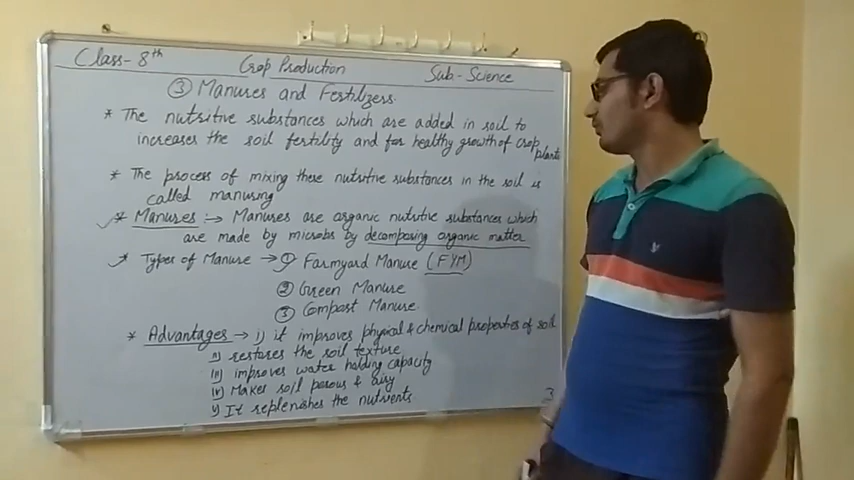 Class- 8th Crop Production Sub- Science
③ Manures and Fertilizers.
* The nutritive substances which are added in soil to
increases the soil fertility and for healthy growth of crop plants
* The process of mixing these nutritive substances in the soil is
called manuring
* Manures :→ Manures are organic nutritive substances which
are made by microbs by decomposing organic matter
* Types of Manure → ① Farmyard Manure (FYM)
② Green Manure
③ Compost Manure
* Advantages → i) it improves physical & chemical properties of soil
ii) restores the soil texture
iii) improves water holding capacity
iv) Makes soil porous & airy
v) It replenishes the nutrients
3